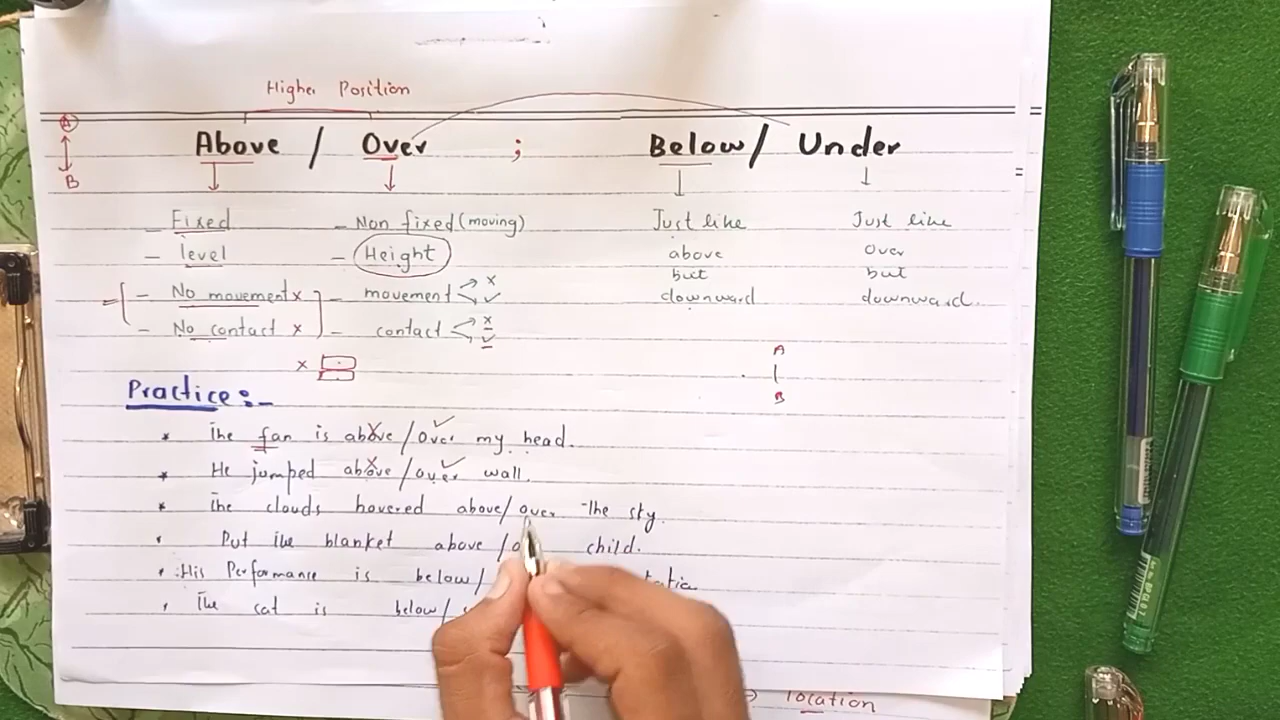 Higher Position
A
Above / Over ; Below / Under
B
- Fixed - Non fixed (moving) Just like Just like
- level - Height above over
but but
- No movement x - movement x ✓ downward downward
- No contact x - contact x ✓
x
A
B
Practice:-
* The fan is above / over my head.
* He jumped above / over wall.
* The clouds hovered above / over the sky.
Put the blanket above / child.
His Performance is below /
The cat is below /
location